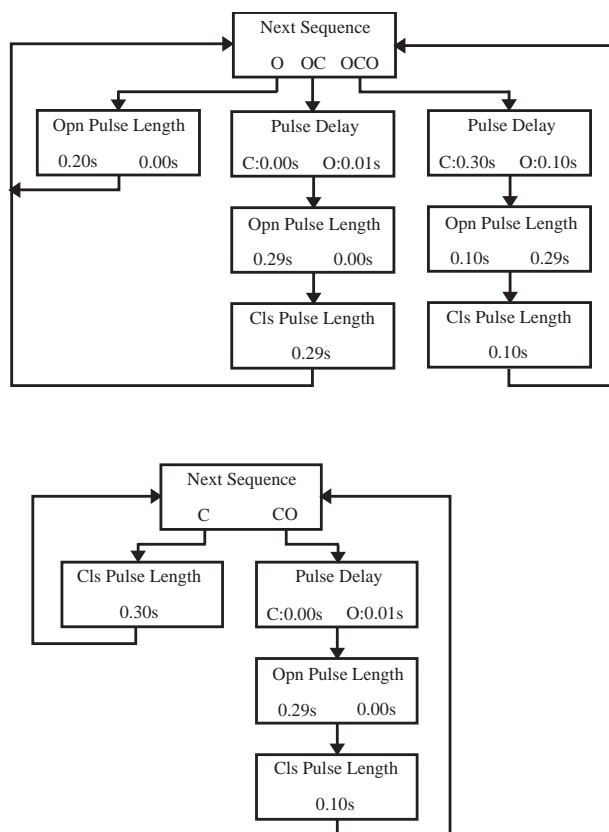 Next Sequence
O OC OCO
Opn Pulse Length
0.20s 0.00s
Pulse Delay
C:0.00s O:0.01s
Pulse Delay
C:0.30s O:0.10s
Opn Pulse Length
0.29s 0.00s
Opn Pulse Length
0.10s 0.29s
Cls Pulse Length
0.29s
Cls Pulse Length
0.10s
Next Sequence
C CO
Cls Pulse Length
0.30s
Pulse Delay
C:0.00s O:0.01s
Opn Pulse Length
0.29s 0.00s
Cls Pulse Length
0.10s